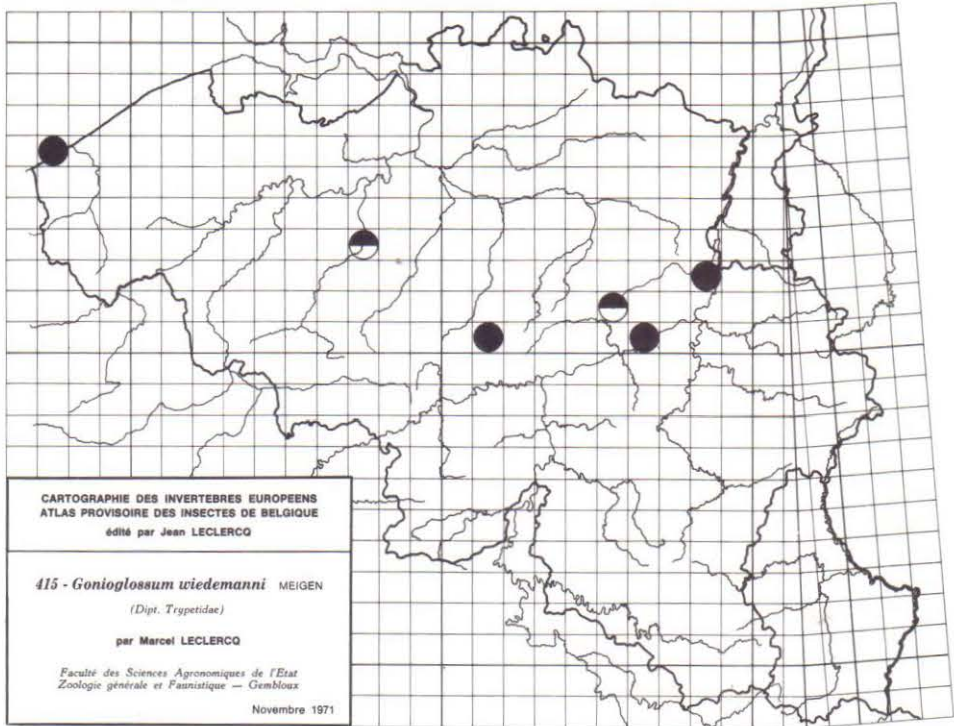 CARTOGRAPHIE DES INVERTEBRES EUROPEENS
ATLAS PROVISOIRE DES INSECTES DE BELGIQUE
édité par Jean LECLERCQ
415 - Gonioglossum wiedemanni MEIGEN
(Dipt. Trypetidae)
par Marcel LECLERCQ
Faculté des Sciences Agronomiques de l'Etat
Zoologie générale et Faunistique — Gembloux
Novembre 1971